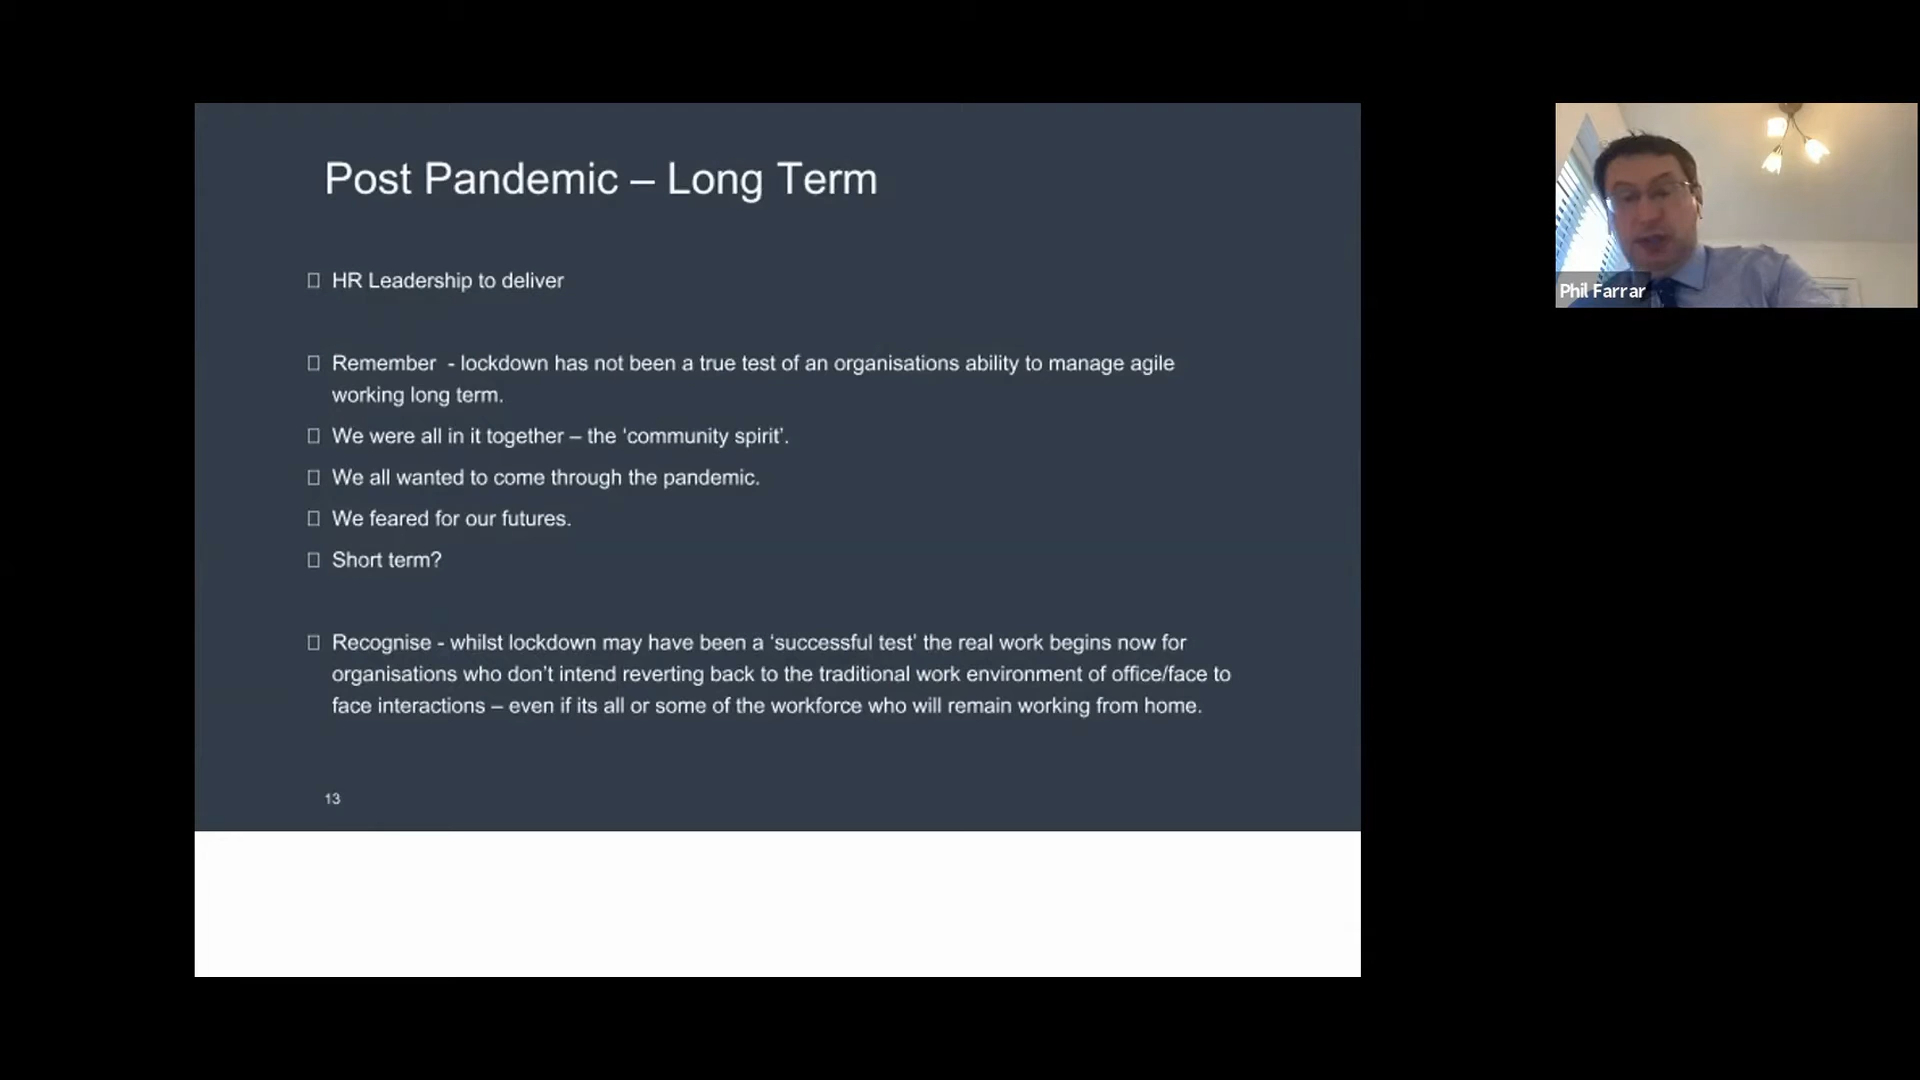 Post Pandemic – Long Term
HR Leadership to deliver
Remember - lockdown has not been a true test of an organisations ability to manage agile
working long term.
We were all in it together – the ‘community spirit’.
We all wanted to come through the pandemic.
We feared for our futures.
Short term?
Recognise - whilst lockdown may have been a ‘successful test’ the real work begins now for
organisations who don’t intend reverting back to the traditional work environment of office/face to
face interactions – even if its all or some of the workforce who will remain working from home.
13
Phil Farrar